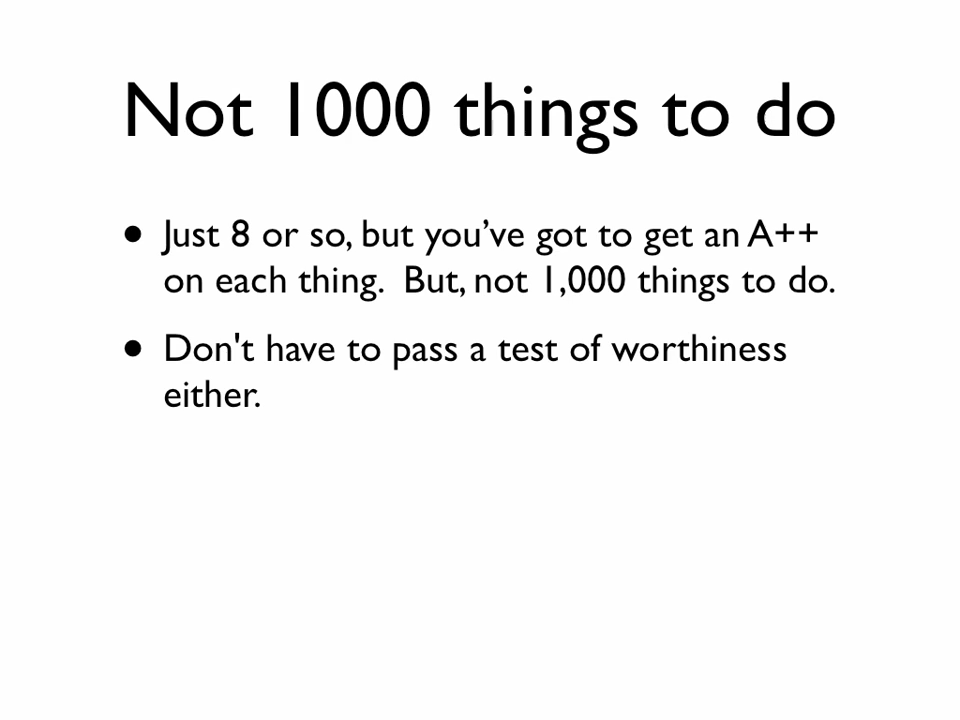 Not 1000 things to do
• Just 8 or so, but you’ve got to get an A++
on each thing.  But, not 1,000 things to do.
• Don't have to pass a test of worthiness
either.